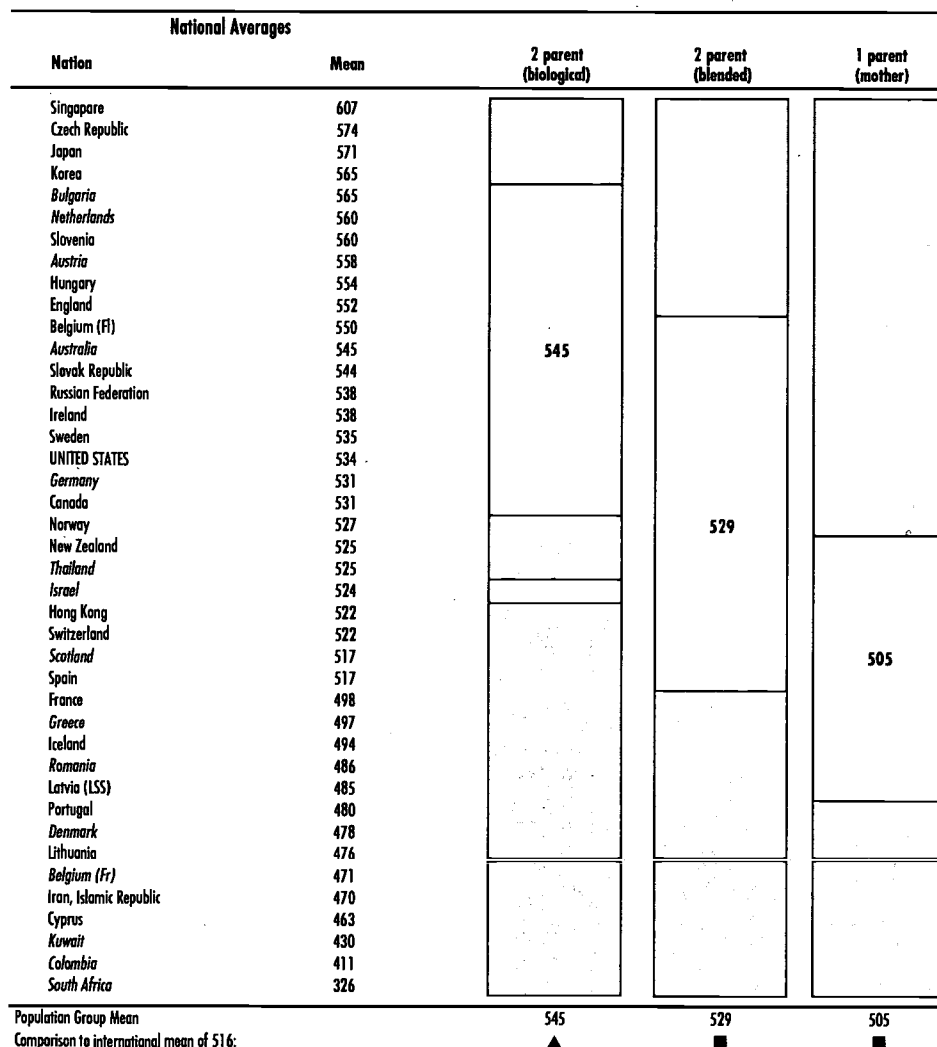 National Averages
Nation Mean 2 parent (biological) 2 parent (blended) 1 parent (mother)
Singapore 607
Czech Republic 574
Japan 571
Korea 565
Bulgaria 565
Netherlands 560
Slovenia 560
Austria 558
Hungary 554
England 552
Belgium (Fl) 550
Australia 545 545
Slovak Republic 544
Russian Federation 538
Ireland 538
Sweden 535
UNITED STATES 534
Germany 531
Canada 531
Norway 527 529
New Zealand 525
Thailand 525
Israel 524
Hong Kong 522
Switzerland 522
Scotland 517 505
Spain 517
France 498
Greece 497
Iceland 494
Romania 486
Latvia (LSS) 485
Portugal 480
Denmark 478
Lithuania 476
Belgium (Fr) 471
Iran, Islamic Republic 470
Cyprus 463
Kuwait 430
Colombia 411
South Africa 326
Population Group Mean 545 529 505
Comparison to international mean of 516: ▲ ■ ■